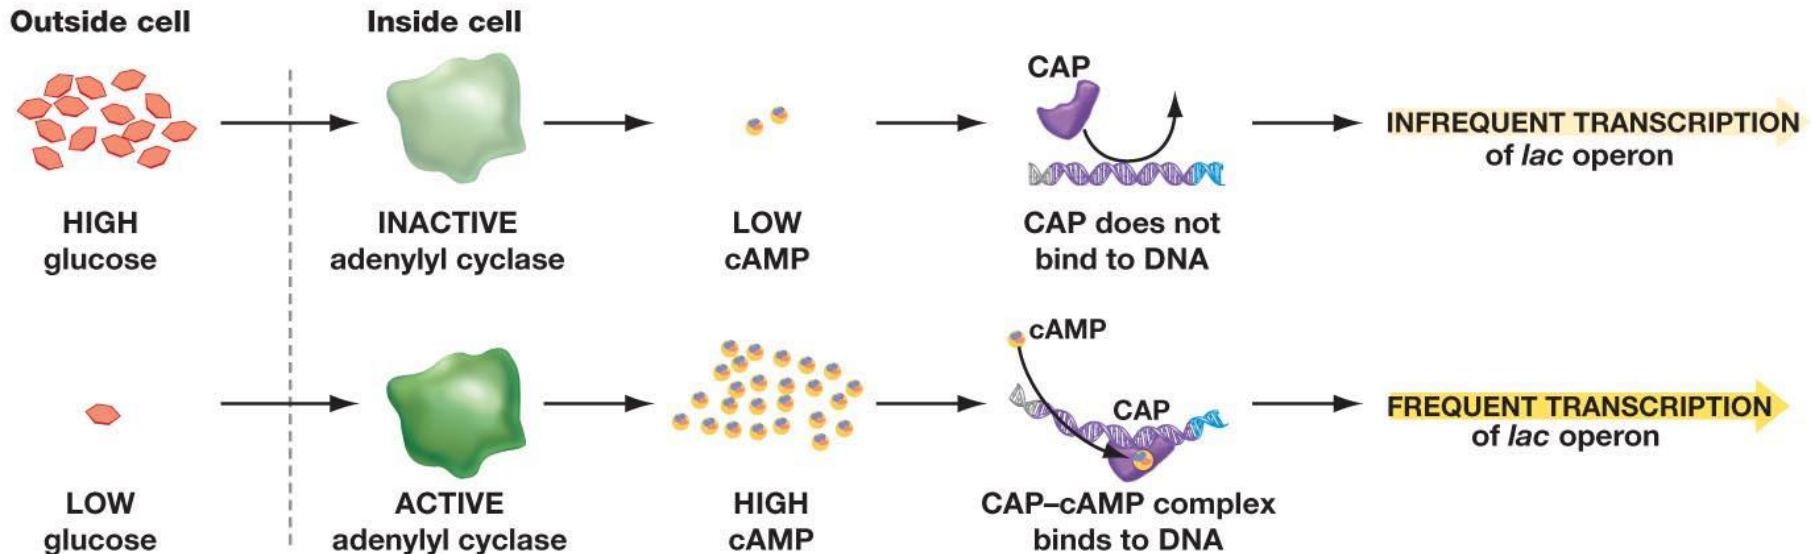 Outside cell
Inside cell
CAP
INFREQUENT TRANSCRIPTION
of lac operon
HIGH
glucose
INACTIVE
adenylyl cyclase
LOW
cAMP
CAP does not
bind to DNA
cAMP
CAP
FREQUENT TRANSCRIPTION
of lac operon
LOW
glucose
ACTIVE
adenylyl cyclase
HIGH
cAMP
CAP–cAMP complex
binds to DNA